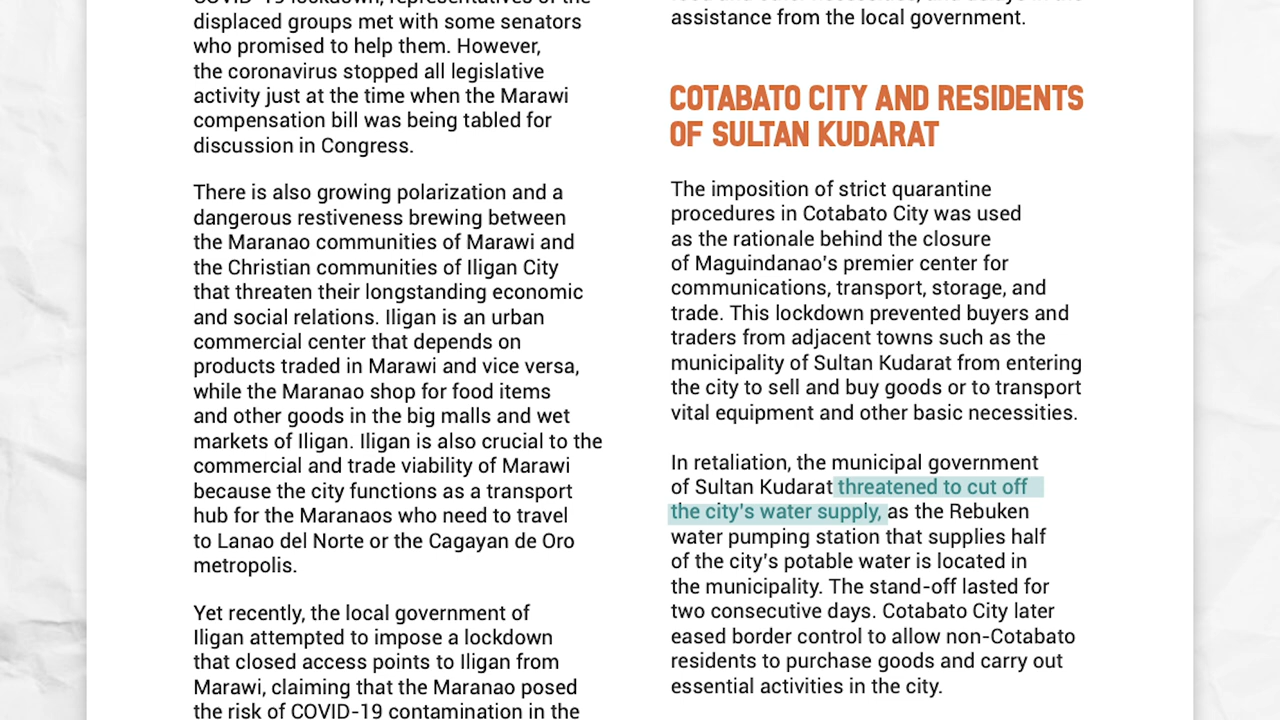 COVID-19 lockdown, representatives of the
displaced groups met with some senators
who promised to help them. However,
the coronavirus stopped all legislative
activity just at the time when the Marawi
compensation bill was being tabled for
discussion in Congress.
There is also growing polarization and a
dangerous restiveness brewing between
the Maranao communities of Marawi and
the Christian communities of Iligan City
that threaten their longstanding economic
and social relations. Iligan is an urban
commercial center that depends on
products traded in Marawi and vice versa,
while the Maranao shop for food items
and other goods in the big malls and wet
markets of Iligan. Iligan is also crucial to the
commercial and trade viability of Marawi
because the city functions as a transport
hub for the Maranaos who need to travel
to Lanao del Norte or the Cagayan de Oro
metropolis.
Yet recently, the local government of
Iligan attempted to impose a lockdown
that closed access points to Iligan from
Marawi, claiming that the Maranao posed
the risk of COVID-19 contamination in the
assistance from the local government.
COTABATO CITY AND RESIDENTS
OF SULTAN KUDARAT
The imposition of strict quarantine
procedures in Cotabato City was used
as the rationale behind the closure
of Maguindanao's premier center for
communications, transport, storage, and
trade. This lockdown prevented buyers and
traders from adjacent towns such as the
municipality of Sultan Kudarat from entering
the city to sell and buy goods or to transport
vital equipment and other basic necessities.
In retaliation, the municipal government
of Sultan Kudarat threatened to cut off
the city's water supply, as the Rebuken
water pumping station that supplies half
of the city's potable water is located in
the municipality. The stand-off lasted for
two consecutive days. Cotabato City later
eased border control to allow non-Cotabato
residents to purchase goods and carry out
essential activities in the city.